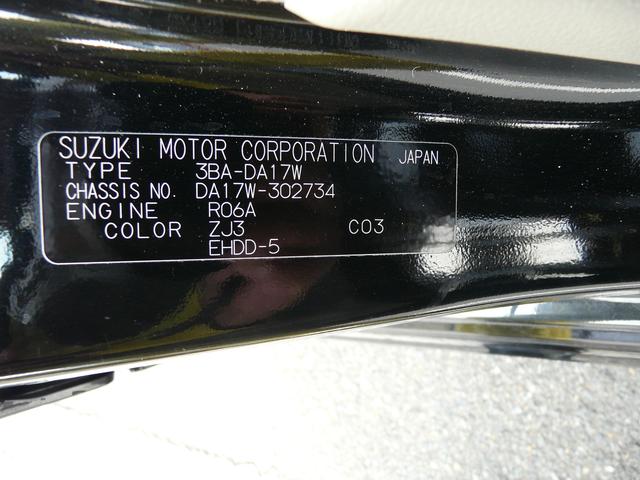 SUZUKI MOTOR CORPORATION JAPAN
TYPE 3BA-DA17W
CHASSIS NO. DA17W-302734
ENGINE R06A
COLOR ZJ3 C03
EHDD-5